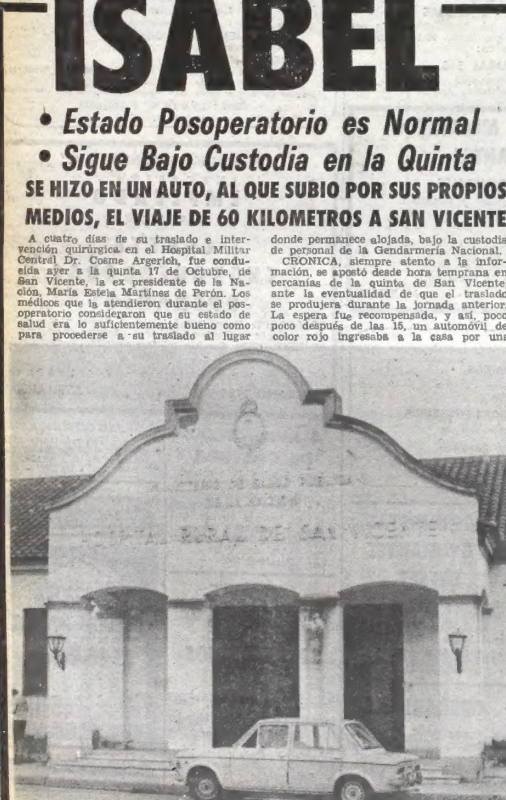 ISABEL
• Estado Posoperatorio es Normal
• Sigue Bajo Custodia en la Quinta
SE HIZO EN UN AUTO, AL QUE SUBIO POR SUS PROPIOS
MEDIOS, EL VIAJE DE 60 KILOMETROS A SAN VICENTE
A cuatro días de su traslado e inter-
vención quirúrgica en el Hospital Militar
Central Dr. Cosme Argerich, fue condu-
cida ayer a la quinta 17 de Octubre, de
San Vicente, la ex presidente de la Na-
ción, María Estela Martínez de Perón. Los
médicos que la atendieron durante el pos-
operatorio consideraron que su estado de
salud era lo suficientemente bueno como
para procederse a su traslado al lugar
donde permanece alojada, bajo la custodia
de personal de la Gendarmería Nacional.
CRONICA, siempre atento a la infor-
mación, se apostó desde hora temprana en
cercanías de la quinta de San Vicente
ante la eventualidad de que el traslado
se produjera durante la jornada anterior.
La espera fue recompensada, y así, poco
poco después de las 15, un automóvil de
color rojo ingresaba a la casa por una